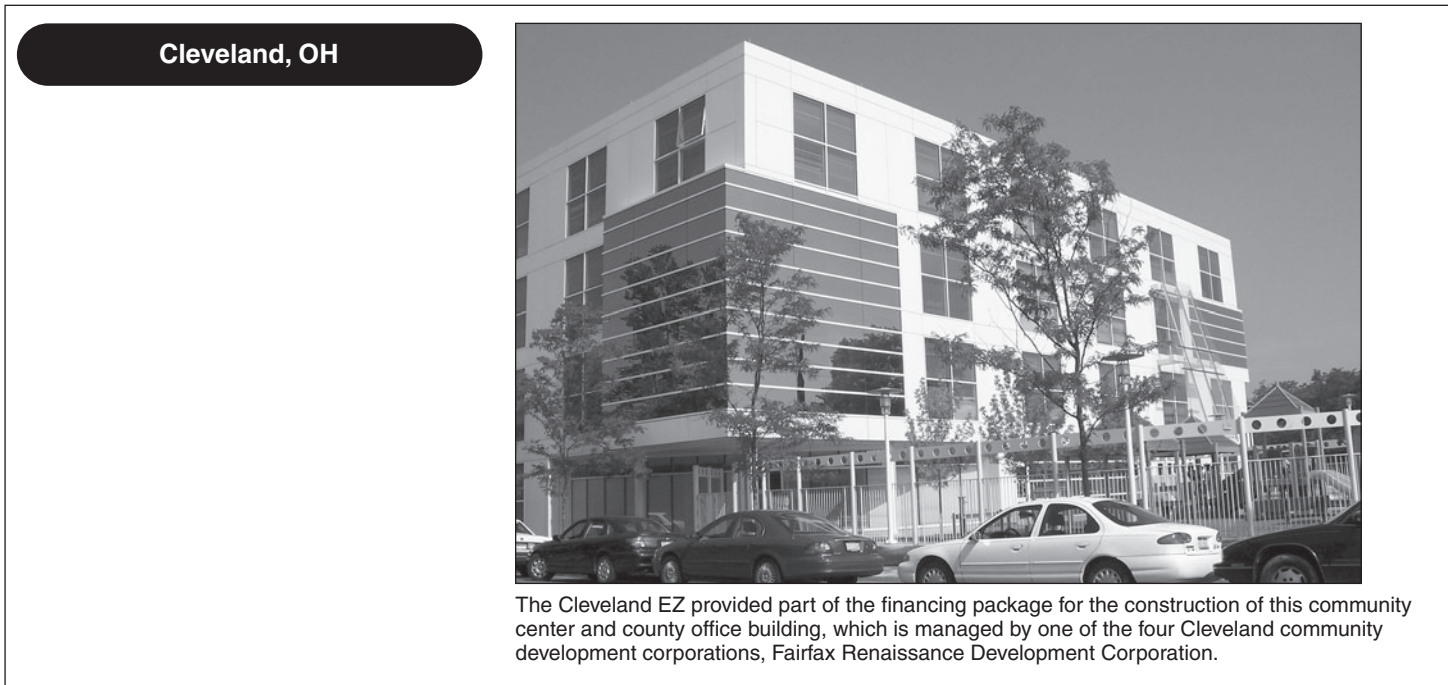 Cleveland, OH
The Cleveland EZ provided part of the financing package for the construction of this community
center and county office building, which is managed by one of the four Cleveland community
development corporations, Fairfax Renaissance Development Corporation.